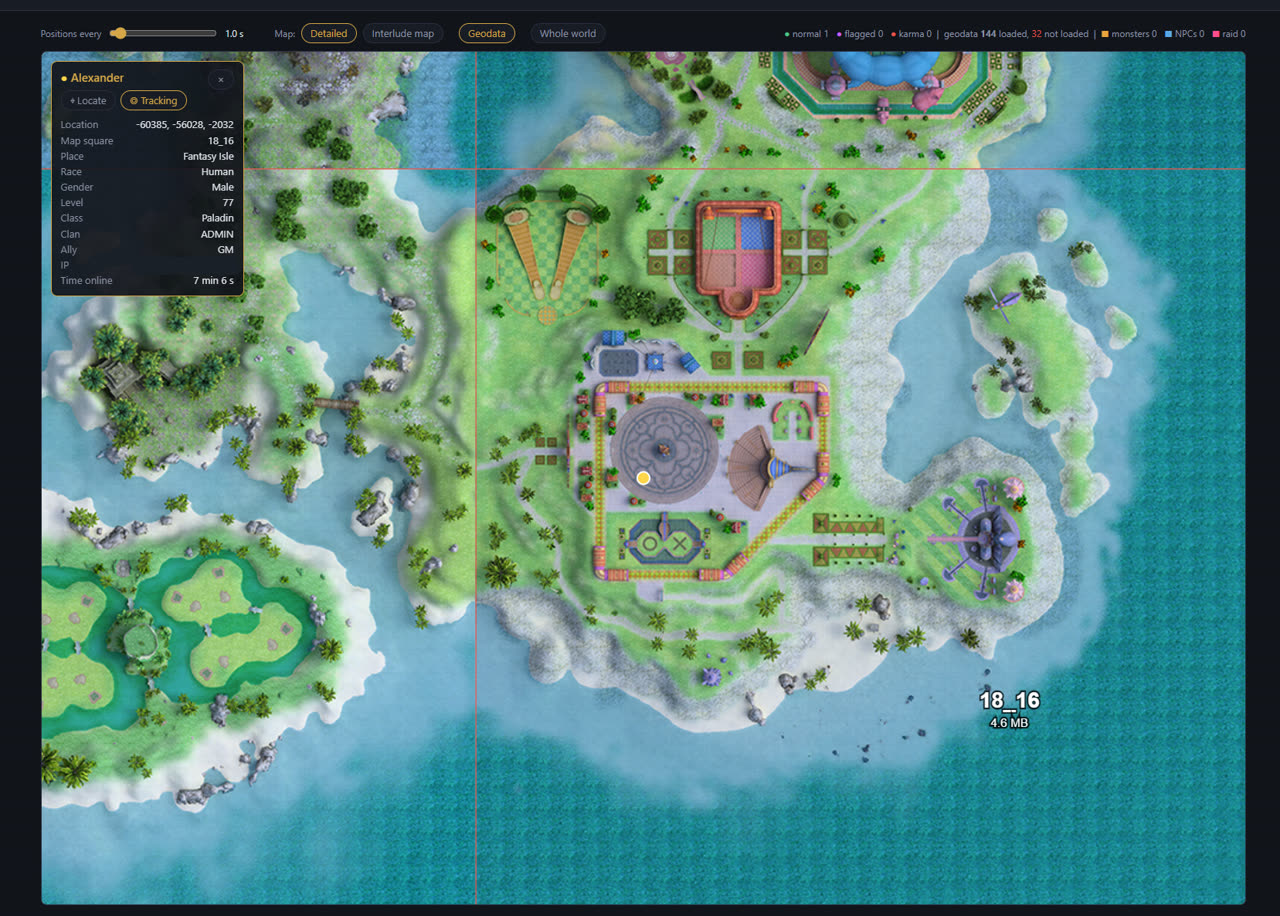 Positions every 1.0 s Map: Detailed Interlude map Geodata Whole world normal 1 flagged 0 karma 0 | geodata 144 loaded, 32 not loaded | monsters 0 NPCs 0 raid 0
Alexander ×
Locate Tracking
Location -60385, -56028, -2032
Map square 18_16
Place Fantasy Isle
Race Human
Gender Male
Level 77
Class Paladin
Clan ADMIN
Ally GM
IP
Time online 7 min 6 s
18_16
4.6 MB